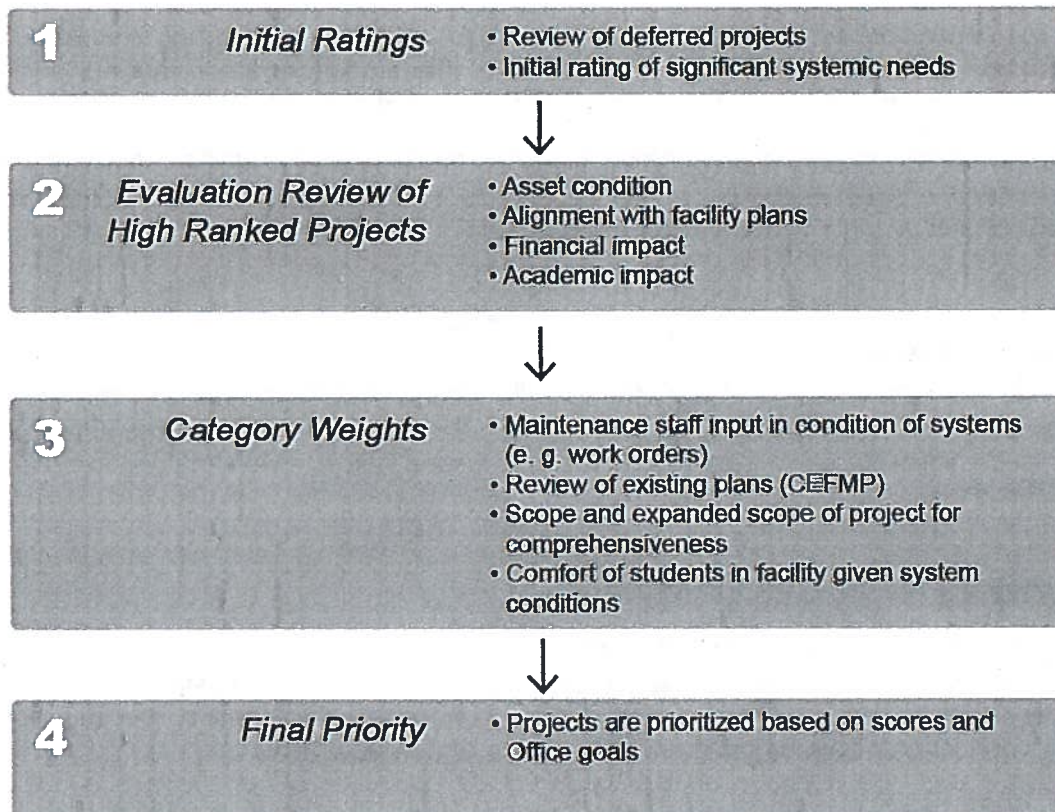 1
Initial Ratings
• Review of deferred projects
• Initial rating of significant systemic needs
2
Evaluation Review of
High Ranked Projects
• Asset condition
• Alignment with facility plans
• Financial impact
• Academic impact
3
Category Weights
• Maintenance staff input in condition of systems
(e. g. work orders)
• Review of existing plans (CEFMP)
• Scope and expanded scope of project for
comprehensiveness
• Comfort of students in facility given system
conditions
4
Final Priority
• Projects are prioritized based on scores and
Office goals